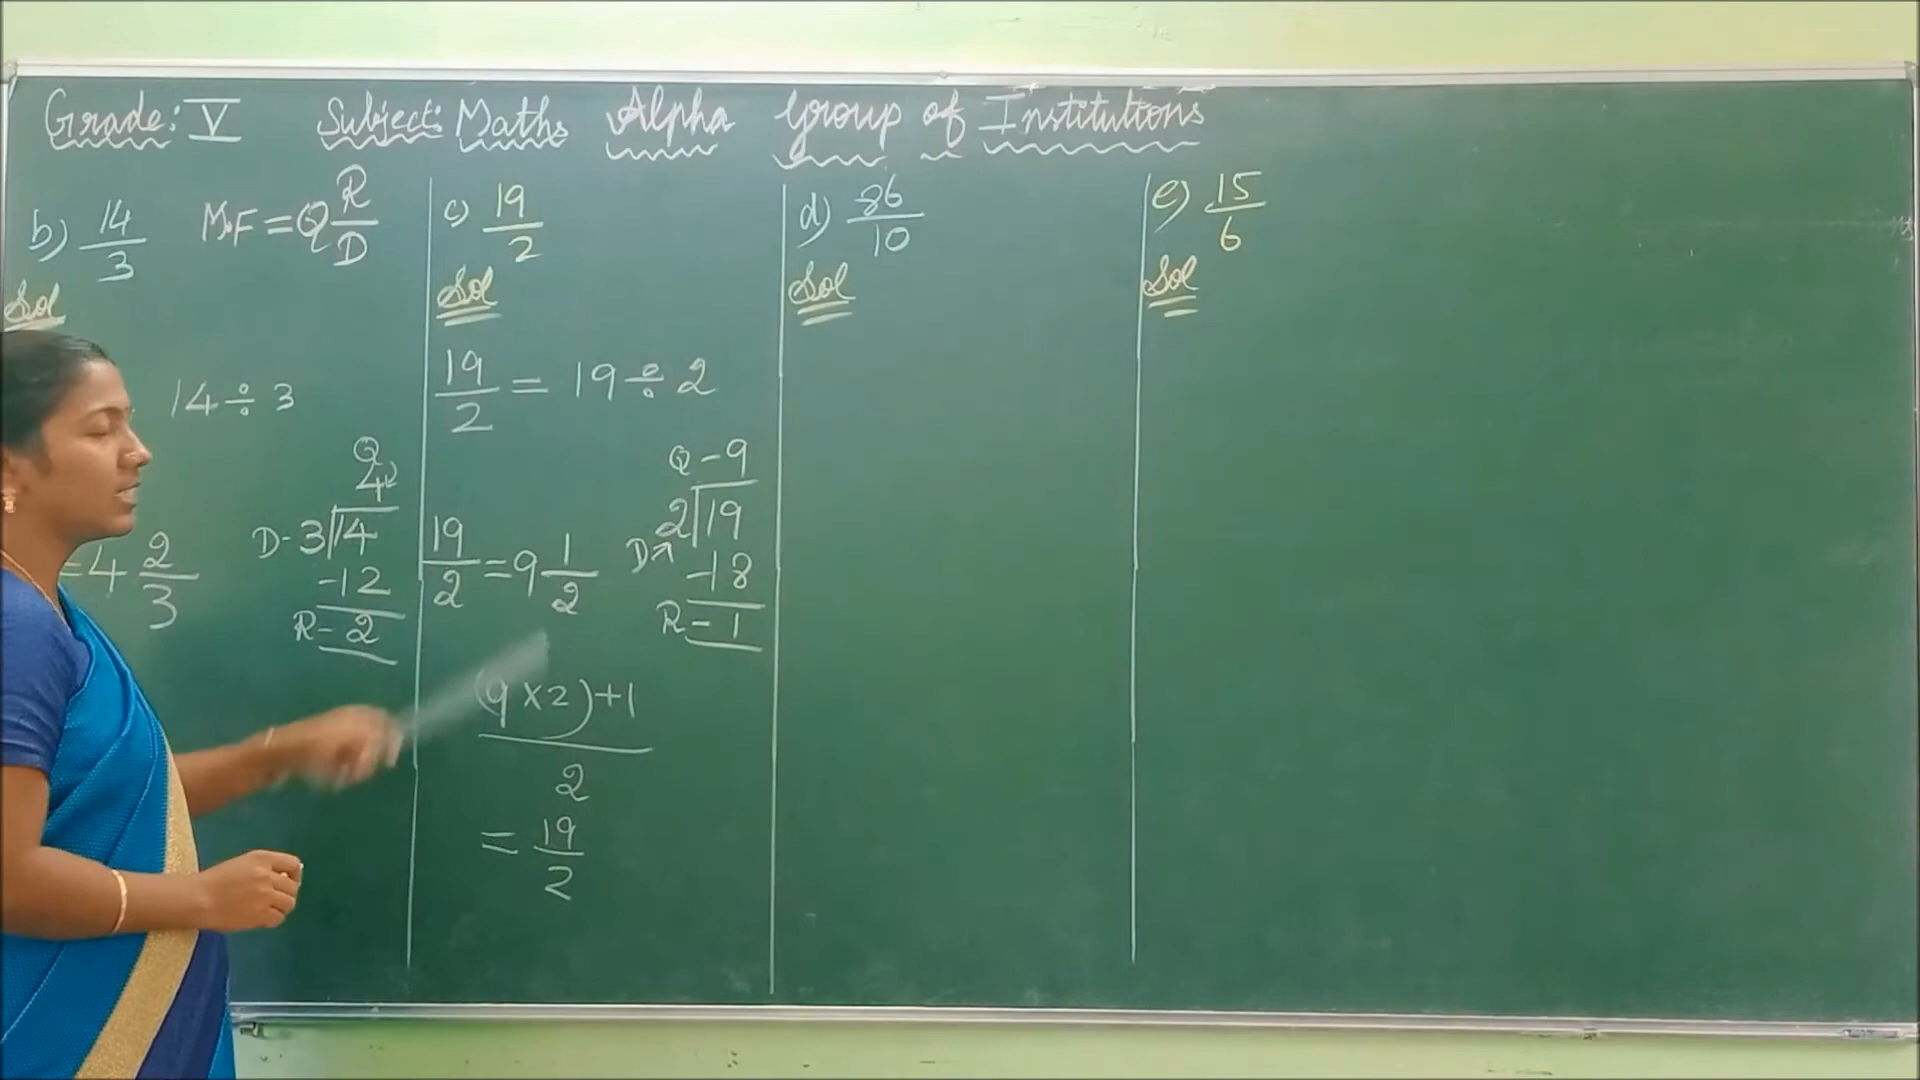 Grade: V Subject: Maths Alpha Group of Institutions
b) 14/3 M.F = Q R/D
Sol
14 ÷ 3
Q
4
D - 3 14
-12
R - 2
= 4 2/3
c) 19/2
Sol
19/2 = 19 ÷ 2
Q - 9
2 19
D
-18
R - 1
19/2 = 9 1/2
(9 x 2) + 1
2
= 19/2
d) 86/10
Sol
e) 15/6
Sol